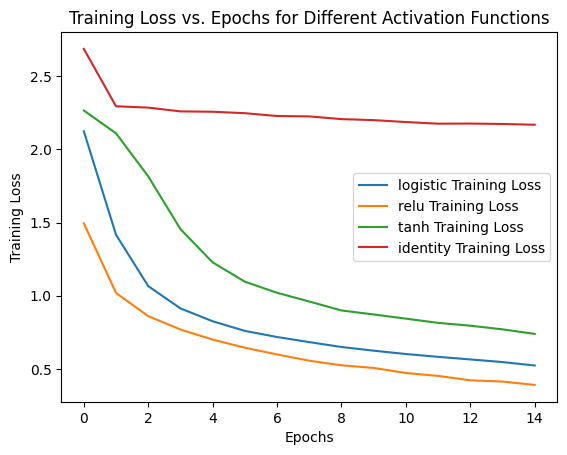 Training Loss vs. Epochs for Different Activation Functions
Training Loss
2.5
2.0
1.5
1.0
0.5
logistic Training Loss
relu Training Loss
tanh Training Loss
identity Training Loss
0 2 4 6 8 10 12 14
Epochs